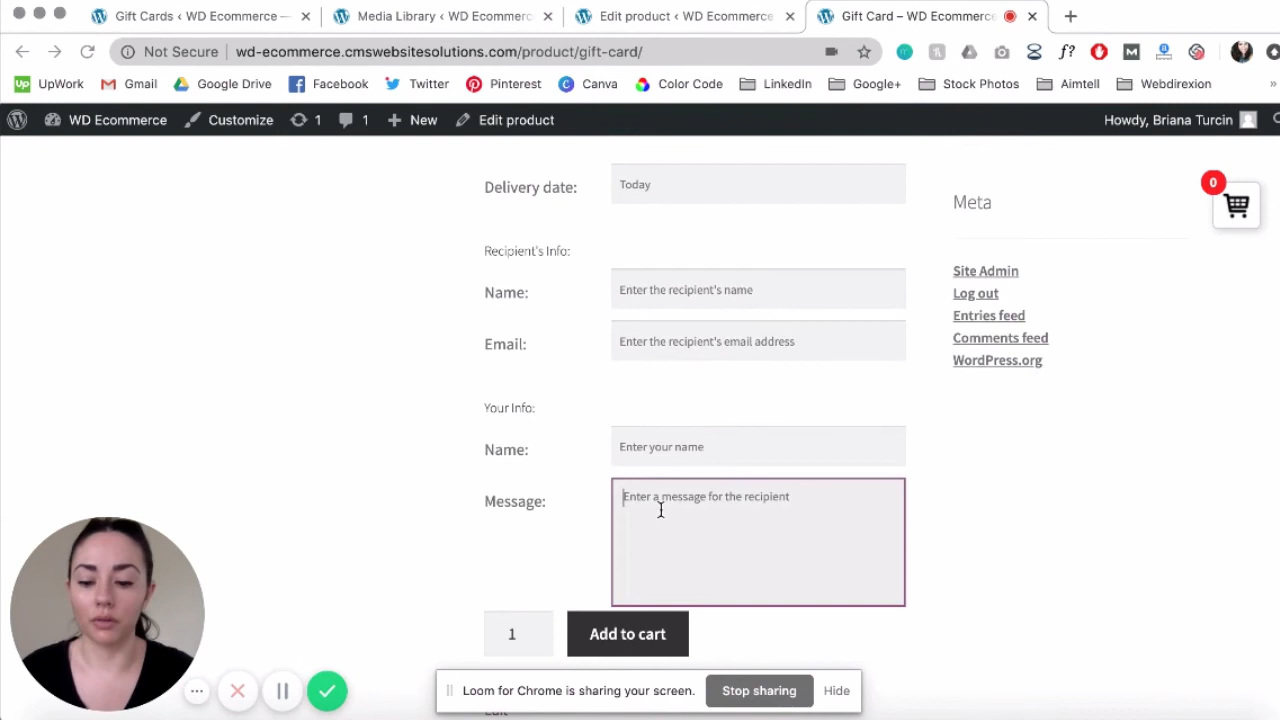 Gift Cards ‹ WD Ecommerce —
Media Library ‹ WD Ecommerc
Edit product ‹ WD Ecommerce
Gift Card – WD Ecommerc
Not Secure
wd-ecommerce.cmswebsitesolutions.com/product/gift-card/
Up UpWork
Gmail
Google Drive
Facebook
Twitter
Pinterest
Canva
Color Code
LinkedIn
Google+
Stock Photos
Aimtell
Webdirexion
»
WD Ecommerce
Customize
1
1
New
Edit product
Howdy, Briana Turcin
Delivery date:
Today
Recipient's Info:
Name:
Enter the recipient's name
Email:
Enter the recipient's email address
Your Info:
Name:
Enter your name
Message:
Enter a message for the recipient
1
Add to cart
0
Meta
Site Admin
Log out
Entries feed
Comments feed
WordPress.org
Loom for Chrome is sharing your screen.
Stop sharing
Hide